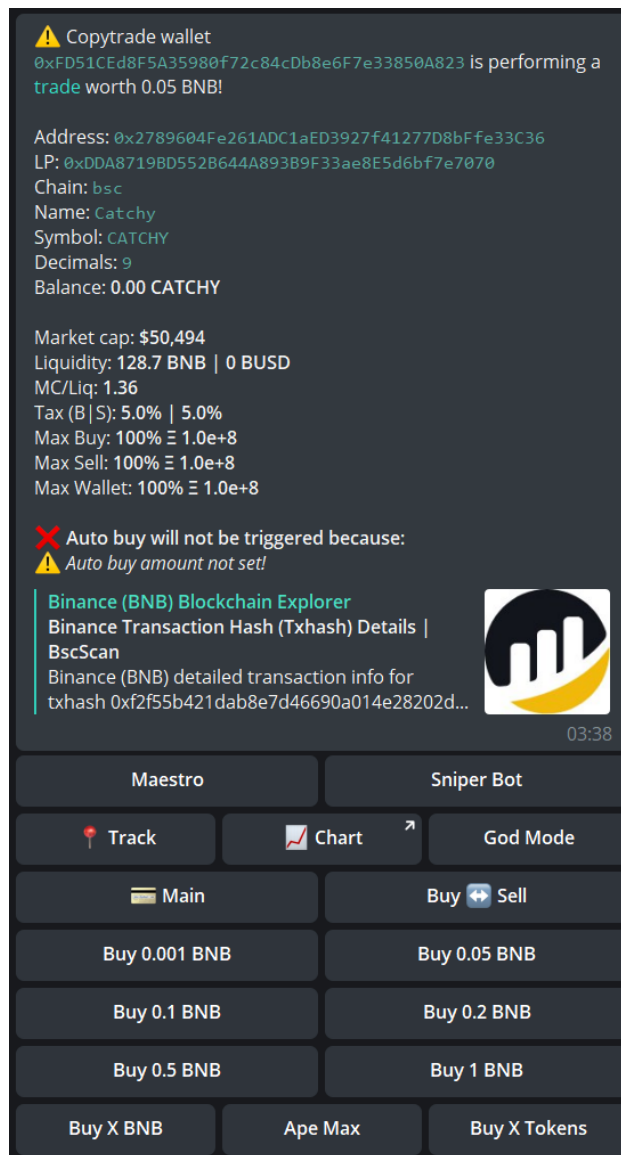 ⚠️ Copytrade wallet
0xFD51CEd8F5A35980f72c84cDb8e6F7e33850A823 is performing a
trade worth 0.05 BNB!
Address: 0x2789604Fe261ADC1aED3927f41277D8bFfe33C36
LP: 0xDDA8719BD552B644A893B9F33ae8E5d6bf7e7070
Chain: bsc
Name: Catchy
Symbol: CATCHY
Decimals: 9
Balance: 0.00 CATCHY
Market cap: $50,494
Liquidity: 128.7 BNB | 0 BUSD
MC/Liq: 1.36
Tax (B|S): 5.0% | 5.0%
Max Buy: 100% Ξ 1.0e+8
Max Sell: 100% Ξ 1.0e+8
Max Wallet: 100% Ξ 1.0e+8
❌ Auto buy will not be triggered because:
⚠️ Auto buy amount not set!
Binance (BNB) Blockchain Explorer
Binance Transaction Hash (Txhash) Details |
BscScan
Binance (BNB) detailed transaction info for
txhash 0xf2f55b421dab8e7d46690a014e28202d...
03:38
Maestro
Sniper Bot
📍 Track
📈 Chart
God Mode
💳 Main
Buy ↔️ Sell
Buy 0.001 BNB
Buy 0.05 BNB
Buy 0.1 BNB
Buy 0.2 BNB
Buy 0.5 BNB
Buy 1 BNB
Buy X BNB
Ape Max
Buy X Tokens